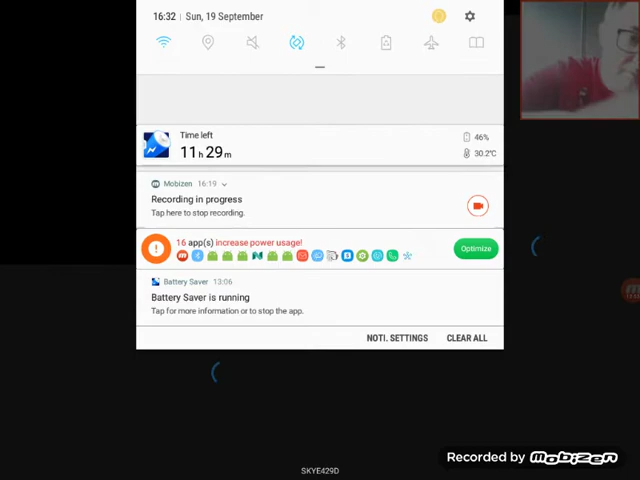 16:32 | Sun, 19 September
Time left
11 h 29 m
46%
30.2°C
Mobizen 16:19
Recording in progress
Tap here to stop recording.
16 app(s) increase power usage!
Optimize
Battery Saver 13:06
Battery Saver is running
Tap for more information or to stop the app.
NOTI. SETTINGS CLEAR ALL
Recorded by Mobizen
SKYE429D